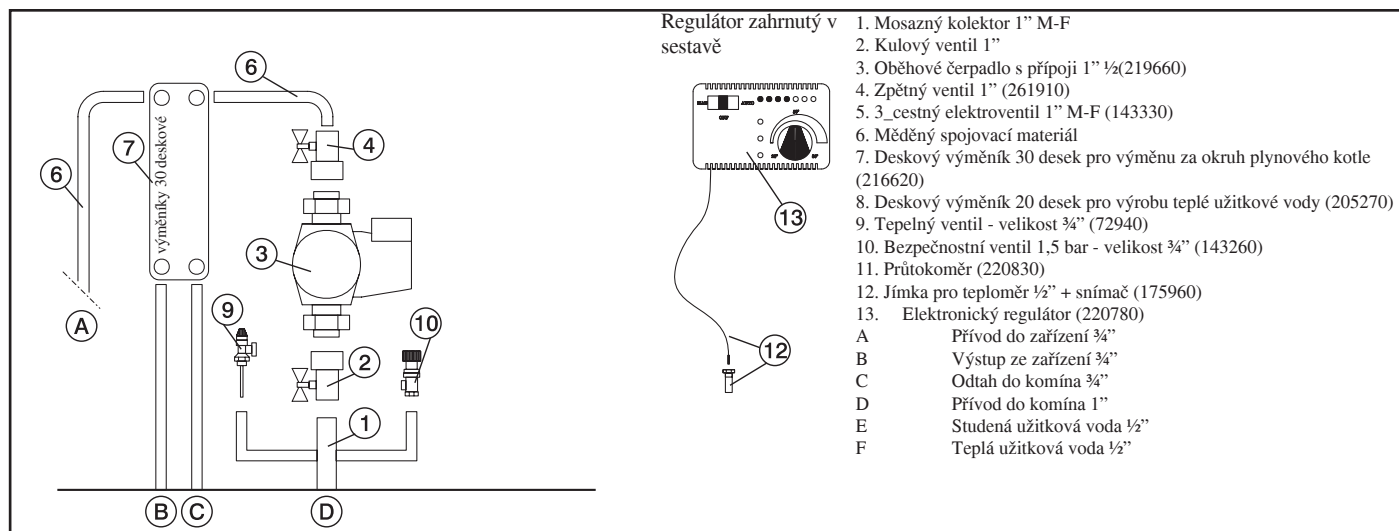 6
výměníky 30 deskové
7
4
6
3
A
9
10
2
1
B
C
D
Regulátor zahrnutý v
sestavě
OFF
13
12
1. Mosazný kolektor 1” M-F
2. Kulový ventil 1”
3. Oběhové čerpadlo s přípoji 1” ½(219660)
4. Zpětný ventil 1” (261910)
5. 3_cestný elektroventil 1” M-F (143330)
6. Měděný spojovací materiál
7. Deskový výměník 30 desek pro výměnu za okruh plynového kotle
(216620)
8. Deskový výměník 20 desek pro výrobu teplé užitkové vody (205270)
9. Tepelný ventil - velikost ¾” (72940)
10. Bezpečnostní ventil 1,5 bar - velikost ¾” (143260)
11. Průtokoměr (220830)
12. Jímka pro teploměr ½” + snímač (175960)
13. Elektronický regulátor (220780)
A Přívod do zařízení ¾”
B Výstup ze zařízení ¾”
C Odtah do komína ¾”
D Přívod do komína 1”
E Studená užitková voda ½”
F Teplá užitková voda ½”